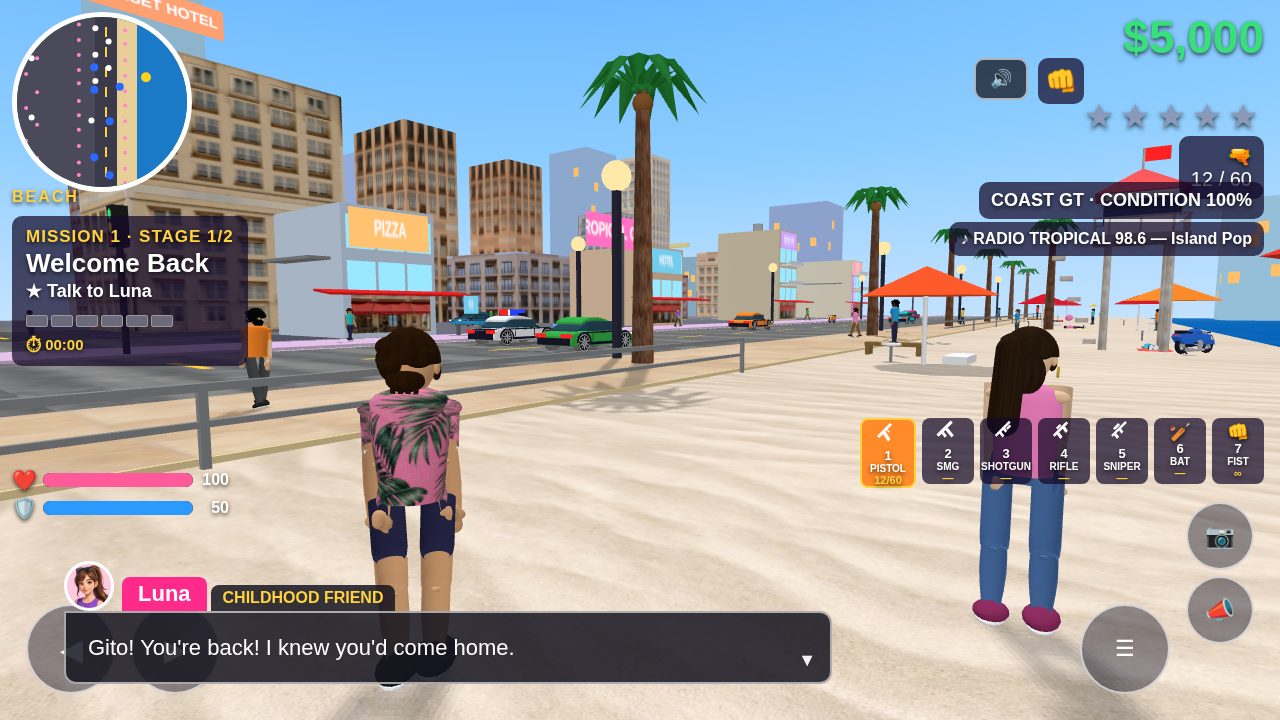 SET HOTEL
$5,000
BEACH
MISSION 1 · STAGE 1/2
Welcome Back
★ Talk to Luna
00:00
12 / 60
COAST GT · CONDITION 100%
♪ RADIO TROPICAL 98.6 — Island Pop
PIZZA
HOTEL
1
PISTOL
12/60
2
SMG
—
3
SHOTGUN
—
4
RIFLE
—
5
SNIPER
—
6
BAT
—
7
FIST
∞
100
50
Luna
CHILDHOOD FRIEND
Gito! You're back! I knew you'd come home.